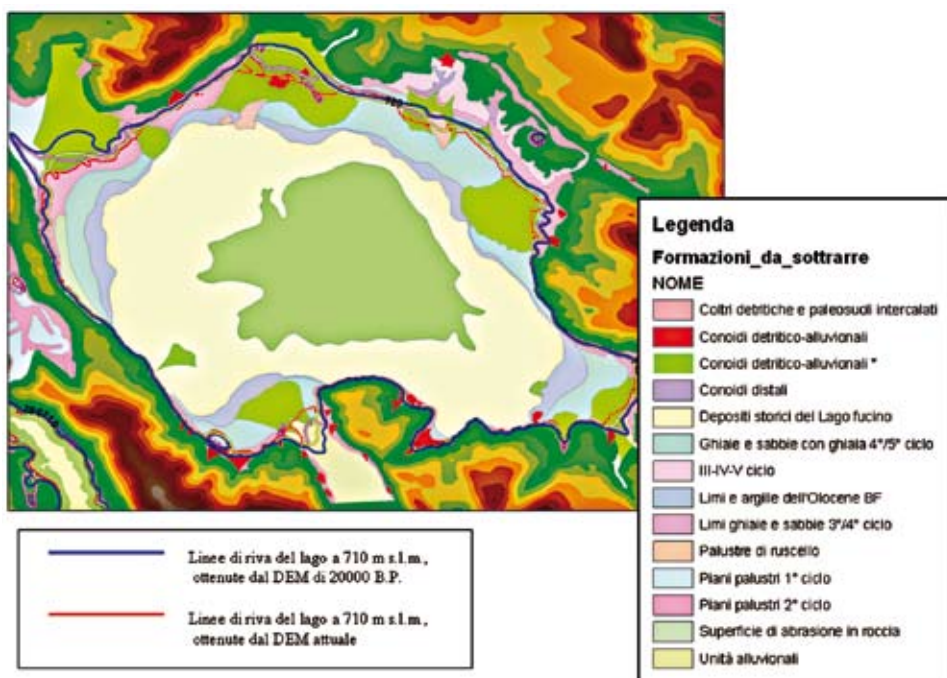 Legenda
Formazioni_da_sottrarre
NOME
Coltri detritiche e paleosuoli intercalati
Conoidi detritico-alluvionali
Conoidi detritico-alluvionali *
Conoidi distali
Depositi storici del Lago fucino
Ghiaie e sabbie con ghiaia 4°/5° ciclo
III-IV-V ciclo
Limi e argille dell'Olocene BF
Limi ghiaie e sabbie 3°/4° ciclo
Palustre di ruscello
Piani palustri 1° ciclo
Piani palustri 2° ciclo
Superficie di abrasione in roccia
Unità alluvionali
Linee di riva del lago a 710 m s.l.m.,
ottenute dal DEM di 20000 B.P.
Linee di riva del lago a 710 m s.l.m.,
ottenute dal DEM attuale